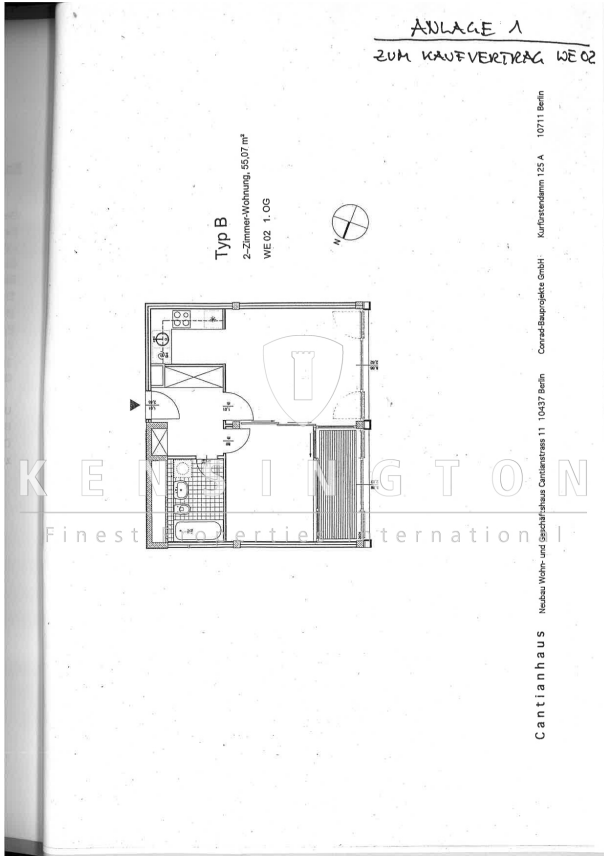 ANLAGE 1
ZUM KAUFVERTRAG WE 02
Typ B
2–Zimmer-Wohnung, 55,07 m²
WE 02 1. OG
N
KENSINGTON
Finest Properties International
Cantianhaus Neubau Wohn- und Geschäftshaus Cantianstrass 11 10437 Berlin Conrad-Bauprojekte GmbH Kurfürstendamm 125 A 10711 Berlin